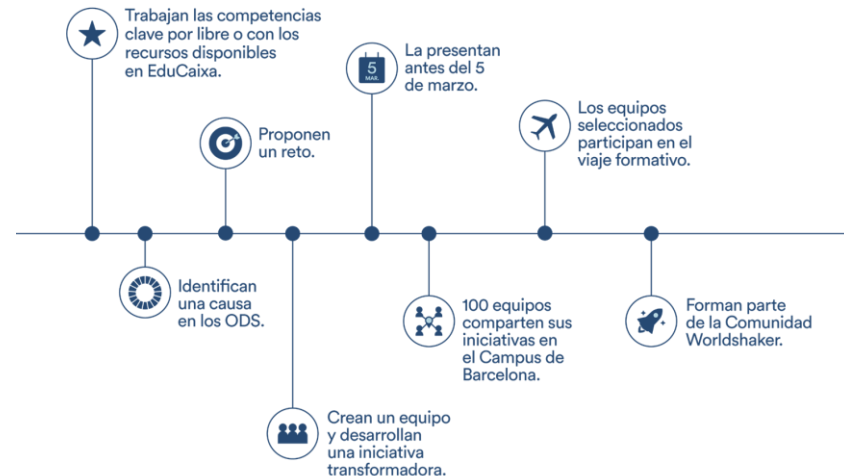 Trabajan las competencias
clave por libre o con los
recursos disponibles
en EduCaixa.
Identifican
una causa
en los ODS.
Proponen
un reto.
Crean un equipo
y desarrollan
una iniciativa
transformadora.
5
MAR.
La presentan
antes del 5
de marzo.
100 equipos
comparten sus
iniciativas en
el Campus de
Barcelona.
Los equipos
seleccionados
participan en el
viaje formativo.
Forman parte
de la Comunidad
Worldshaker.